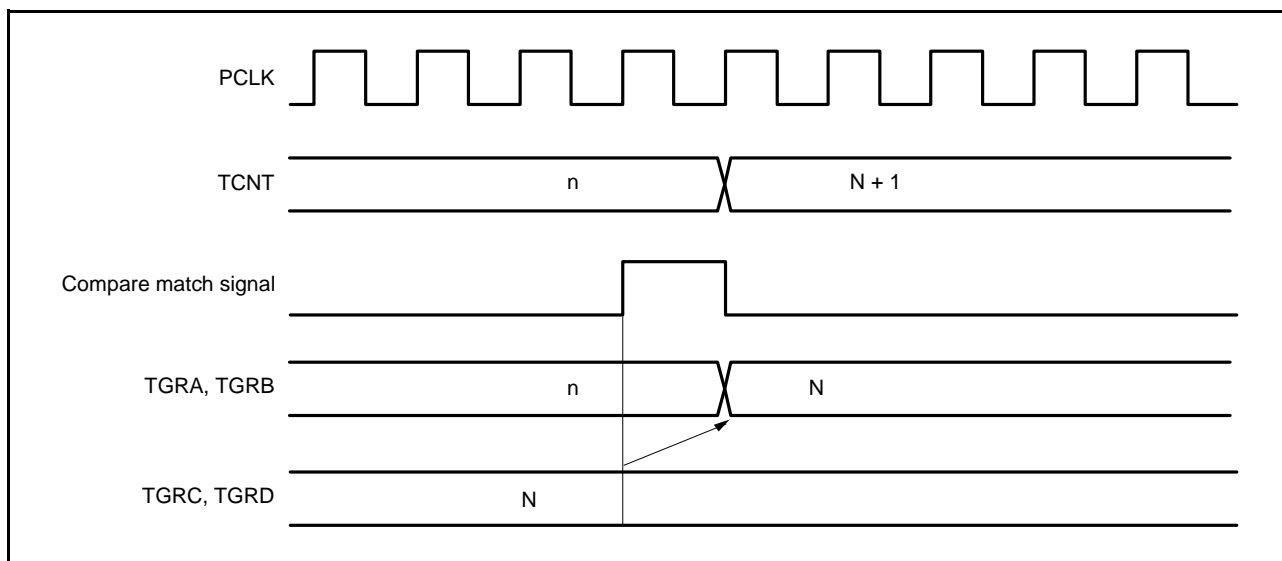 PCLK
TCNT n N + 1
Compare match signal
TGRA, TGRB n N
TGRC, TGRD N